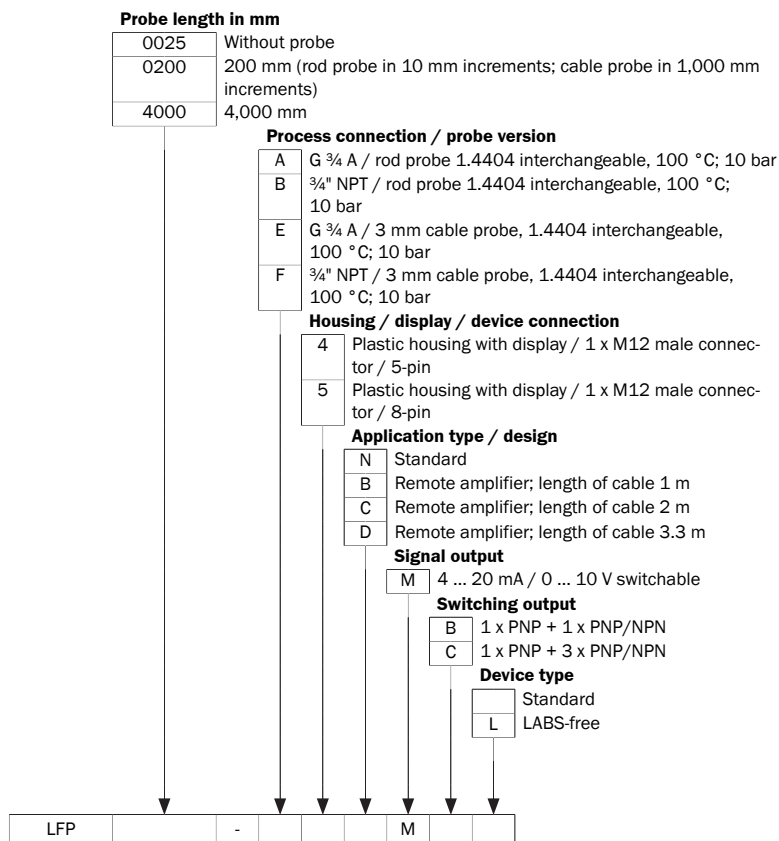 Probe length in mm
0025 Without probe
0200 200 mm (rod probe in 10 mm increments; cable probe in 1,000 mm
increments)
4000 4,000 mm
Process connection / probe version
A G ¾ A / rod probe 1.4404 interchangeable, 100 °C; 10 bar
B ¾" NPT / rod probe 1.4404 interchangeable, 100 °C;
10 bar
E G ¾ A / 3 mm cable probe, 1.4404 interchangeable,
100 °C; 10 bar
F ¾" NPT / 3 mm cable probe, 1.4404 interchangeable,
100 °C; 10 bar
Housing / display / device connection
4 Plastic housing with display / 1 x M12 male connec-
tor / 5-pin
5 Plastic housing with display / 1 x M12 male connec-
tor / 8-pin
Application type / design
N Standard
B Remote amplifier; length of cable 1 m
C Remote amplifier; length of cable 2 m
D Remote amplifier; length of cable 3.3 m
Signal output
M 4 ... 20 mA / 0 ... 10 V switchable
Switching output
B 1 x PNP + 1 x PNP/NPN
C 1 x PNP + 3 x PNP/NPN
Device type
Standard
L LABS-free
LFP - M